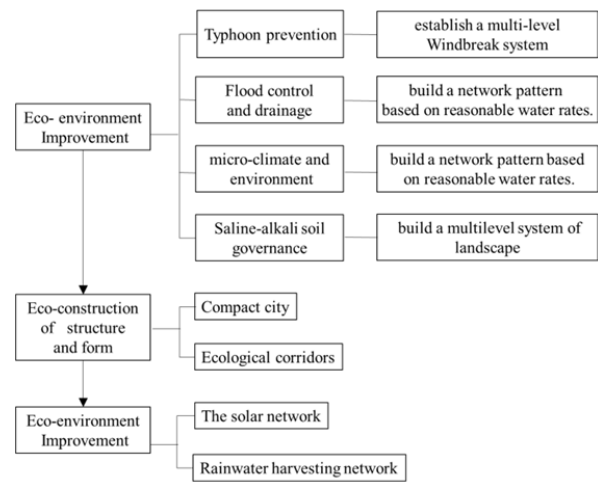 Typhoon prevention
establish a multi-level
Windbreak system
Flood control
and drainage
build a network pattern
based on reasonable water rates.
Eco- environment
Improvement
micro-climate and
environment
build a network pattern based
on reasonable water rates.
Saline-alkali soil
governance
build a multilevel system of
landscape
Eco-construction
of structure
and form
Compact city
Ecological corridors
Eco-environment
Improvement
The solar network
Rainwater harvesting network